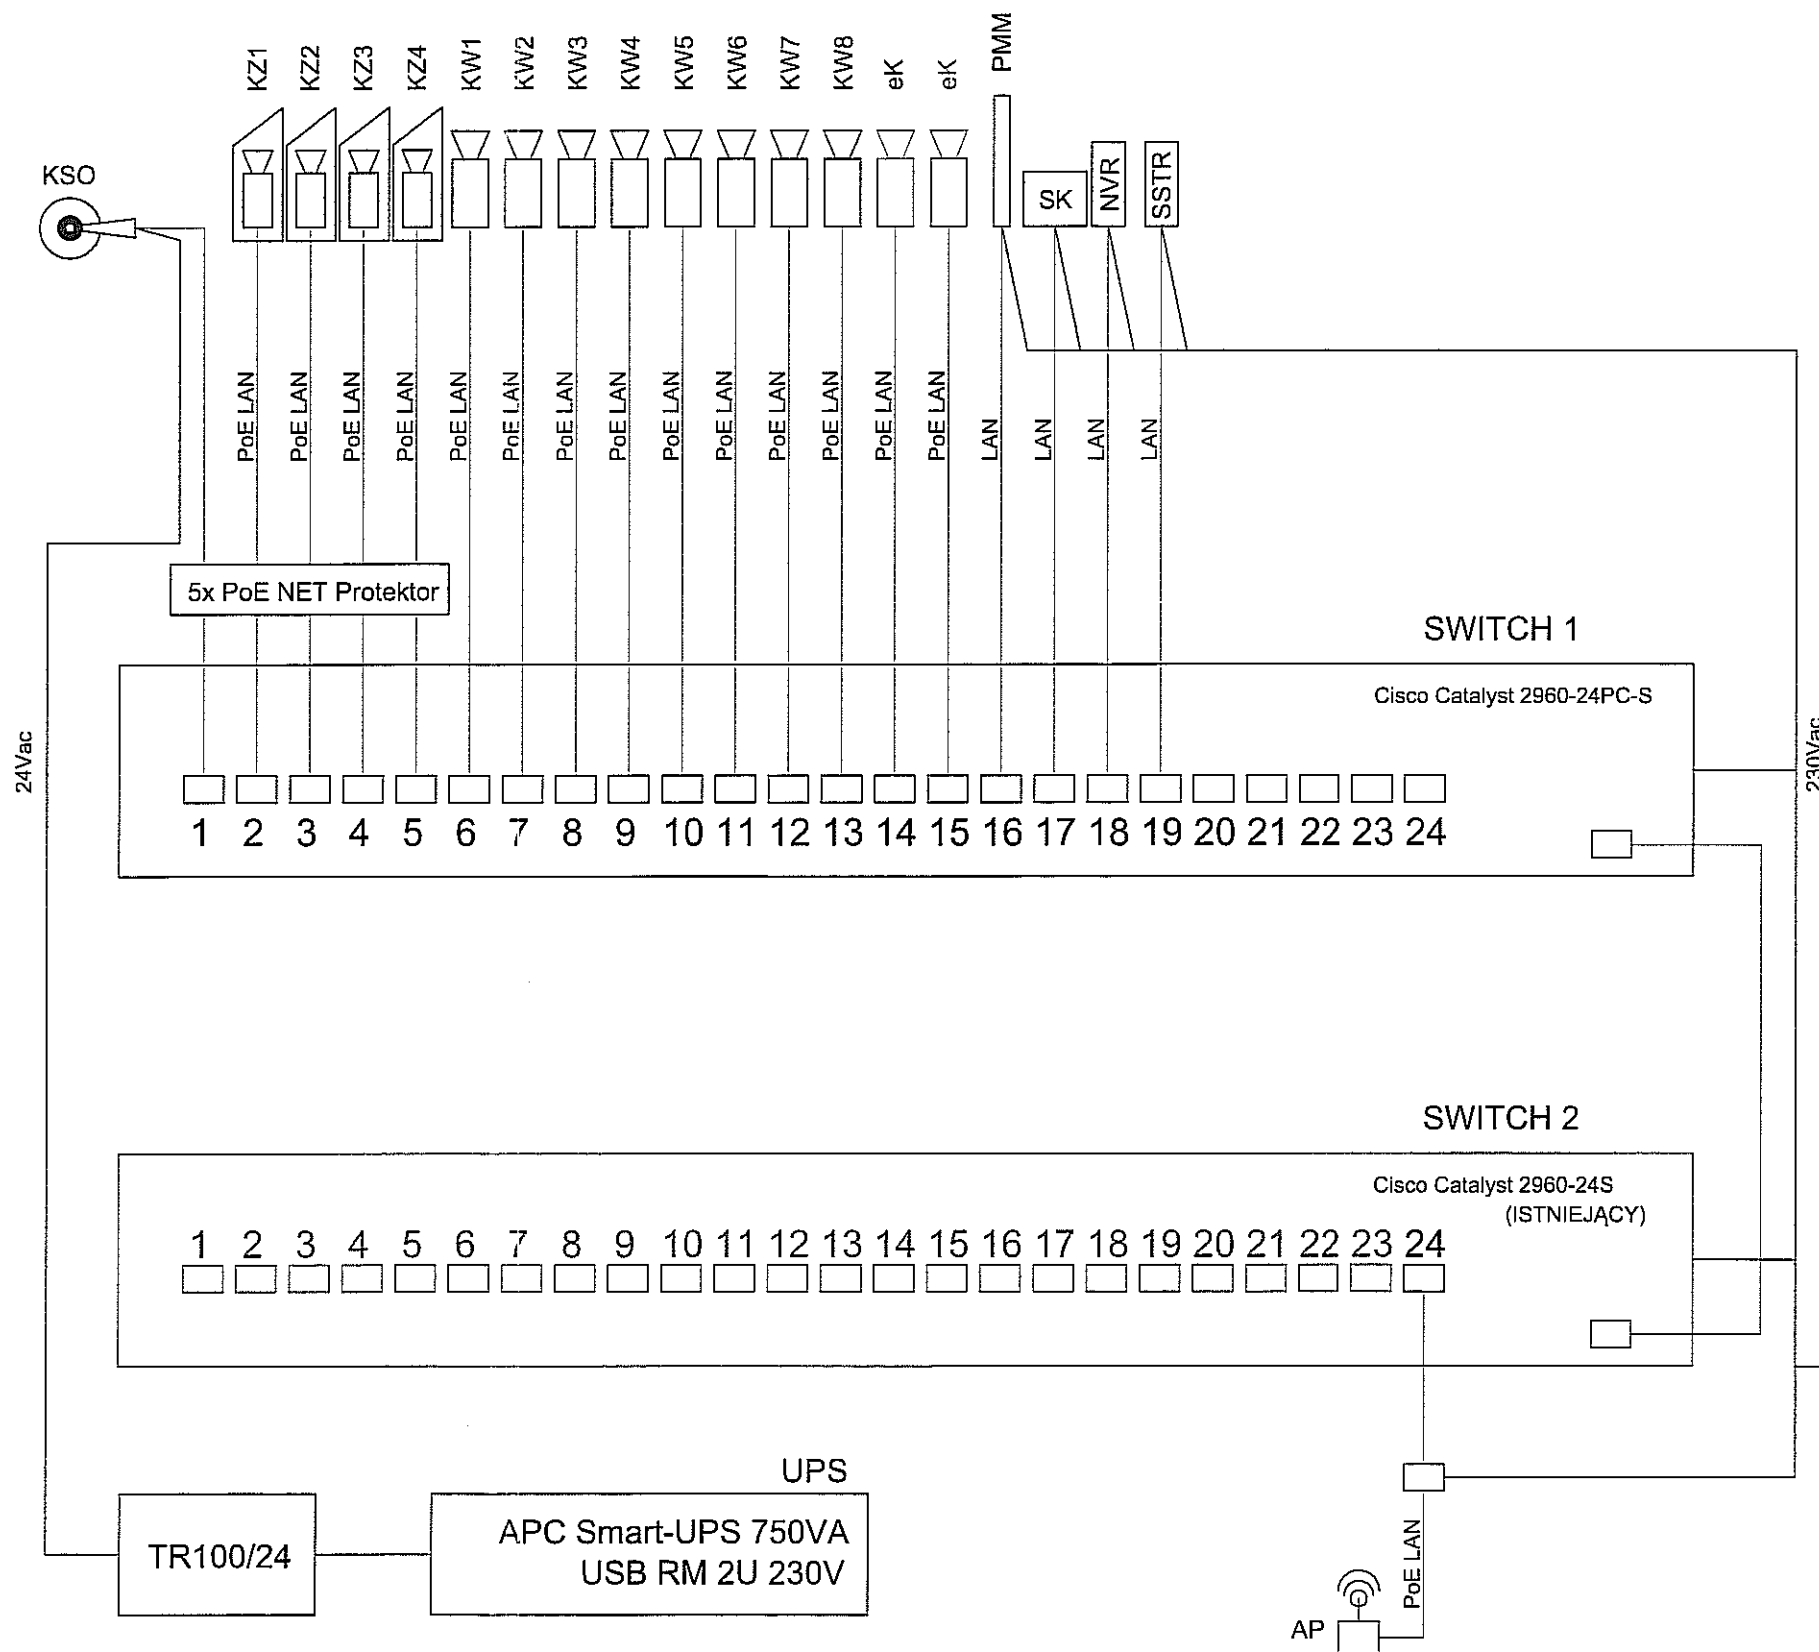 KSO
KZ1
KZ2
KZ3
KZ4
KW1
KW2
KW3
KW4
KW5
KW6
KW7
KW8
eK
eK
PMM
SK
NVR
SSTR
PoE LAN
PoE LAN
PoE LAN
PoE LAN
PoE LAN
PoE LAN
PoE LAN
PoE LAN
PoE LAN
PoE LAN
PoE LAN
PoE LAN
PoE LAN
PoE LAN
LAN
LAN
LAN
LAN
5x PoE NET Protektor
24Vac
230Vac
SWITCH 1
Cisco Catalyst 2960-24PC-S
1 2 3 4 5 6 7 8 9 10 11 12 13 14 15 16 17 18 19 20 21 22 23 24
SWITCH 2
Cisco Catalyst 2960-24S
(ISTNIEJĄCY)
1 2 3 4 5 6 7 8 9 10 11 12 13 14 15 16 17 18 19 20 21 22 23 24
UPS
TR100/24
APC Smart-UPS 750VA
USB RM 2U 230V
PoE LAN
AP